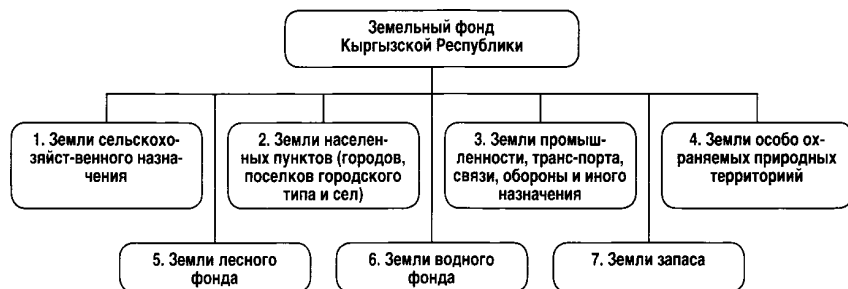 Земельный фонд
Кыргызской Республики
1. Земли сельскохо-
зяйст-венного назна-
чения
2. Земли населен-
ных пунктов (городов,
поселков городского
типа и сел)
3. Земли промыш-
ленности, транс-порта,
связи, обороны и иного
назначения
4. Земли особо ох-
раняемых природных
территориий
5. Земли лесного
фонда
6. Земли водного
фонда
7. Земли запаса